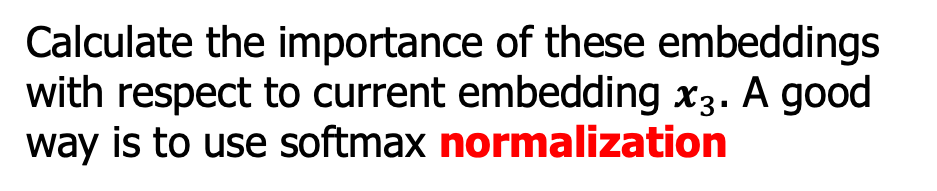 Calculate the importance of these embeddings
with respect to current embedding x₃. A good
way is to use softmax normalization